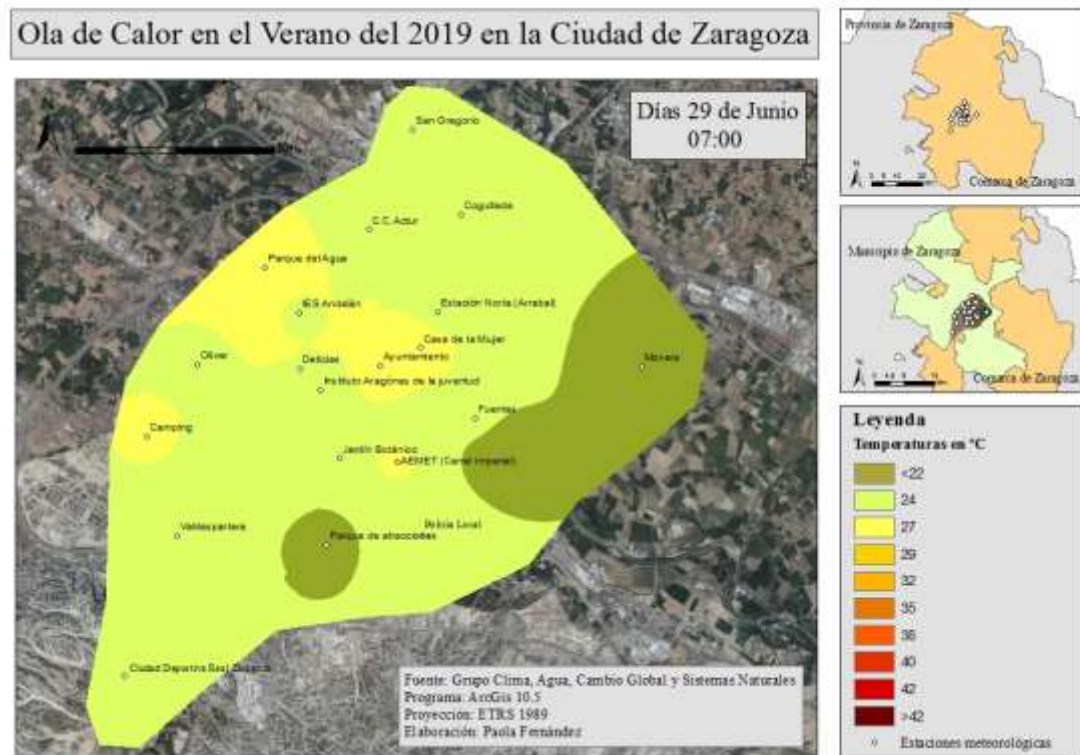 Ola de Calor en el Verano del 2019 en la Ciudad de Zaragoza
Días 29 de Junio
07:00
N
San Gregorio
Cogullada
C.C. Actur
Parque del Agua
IES Andalán
Estación Norte (Arrabal)
Casa de la Mujer
Oliver
Delicias
Ayuntamiento
Movera
Instituto Aragones de la juventud
Fuentes
Camping
Jardín Botánico
AEMET (Canal Imperial)
Valdespartera
Policía Local
Parque de atracciones
Ciudad Deportiva Real Zaragoza
Fuente: Grupo Clima, Agua, Cambio Global y Sistemas Naturales
Programa: ArcGis 10.5
Proyección: ETRS 1989
Elaboración: Paola Fernández
Provincia de Zaragoza
N
Comarca de Zaragoza
Municipio de Zaragoza
N
Comarca de Zaragoza
Leyenda
Temperaturas en °C
<22
24
27
29
32
35
38
40
42
>42
Estaciones meteorológicas